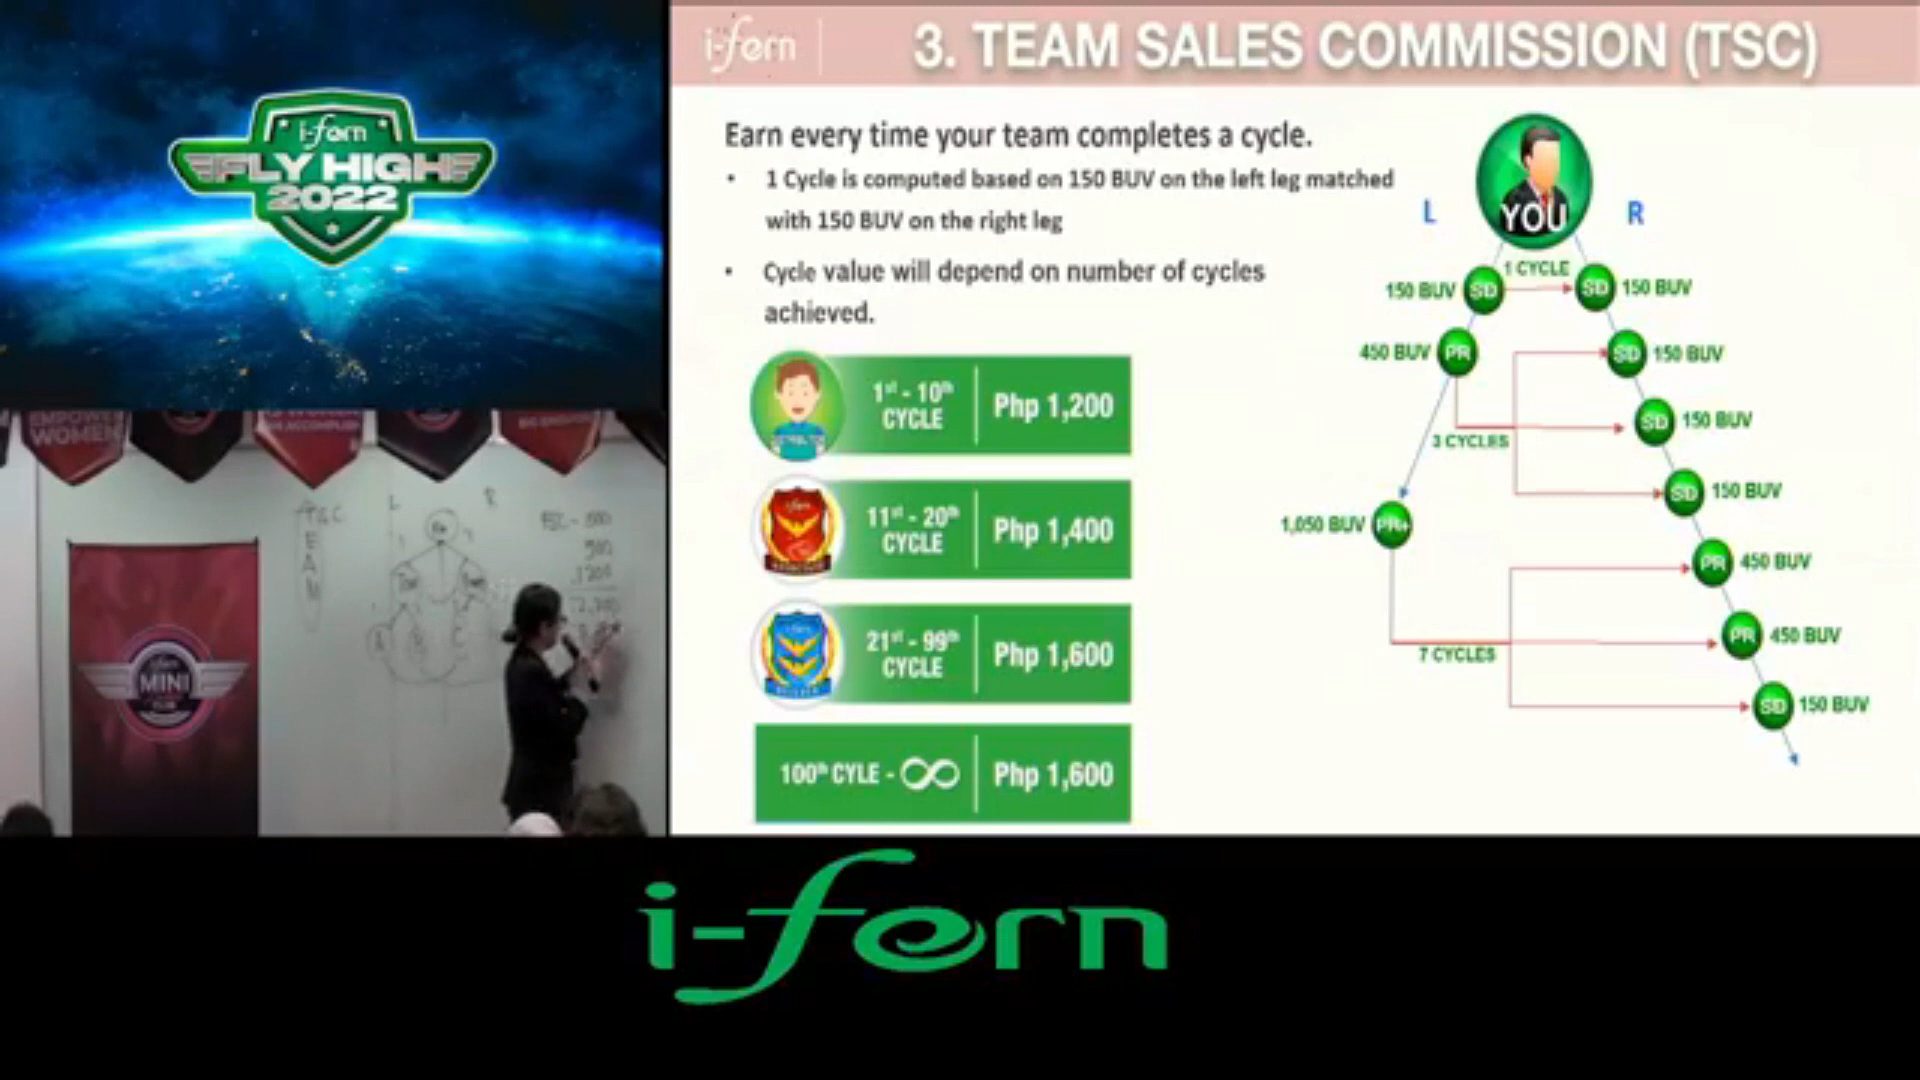 i-fern
FLY HIGH
2022
EMPOWER
WOMEN
i-fern
MINI
L
R
1200
i-fern
3. TEAM SALES COMMISSION (TSC)
Earn every time your team completes a cycle.
• 1 Cycle is computed based on 150 BUV on the left leg matched
with 150 BUV on the right leg
• Cycle value will depend on number of cycles
achieved.
1st - 10th
CYCLE
Php 1,200
11st - 20th
CYCLE
Php 1,400
21st - 99th
CYCLE
Php 1,600
100th CYLE - ∞
Php 1,600
YOU
L
R
1 CYCLE
150 BUV SD
SD 150 BUV
450 BUV PR
SD 150 BUV
SD 150 BUV
3 CYCLES
SD 150 BUV
1,050 BUV PR+
PR 450 BUV
PR 450 BUV
7 CYCLES
SD 150 BUV
i-fern